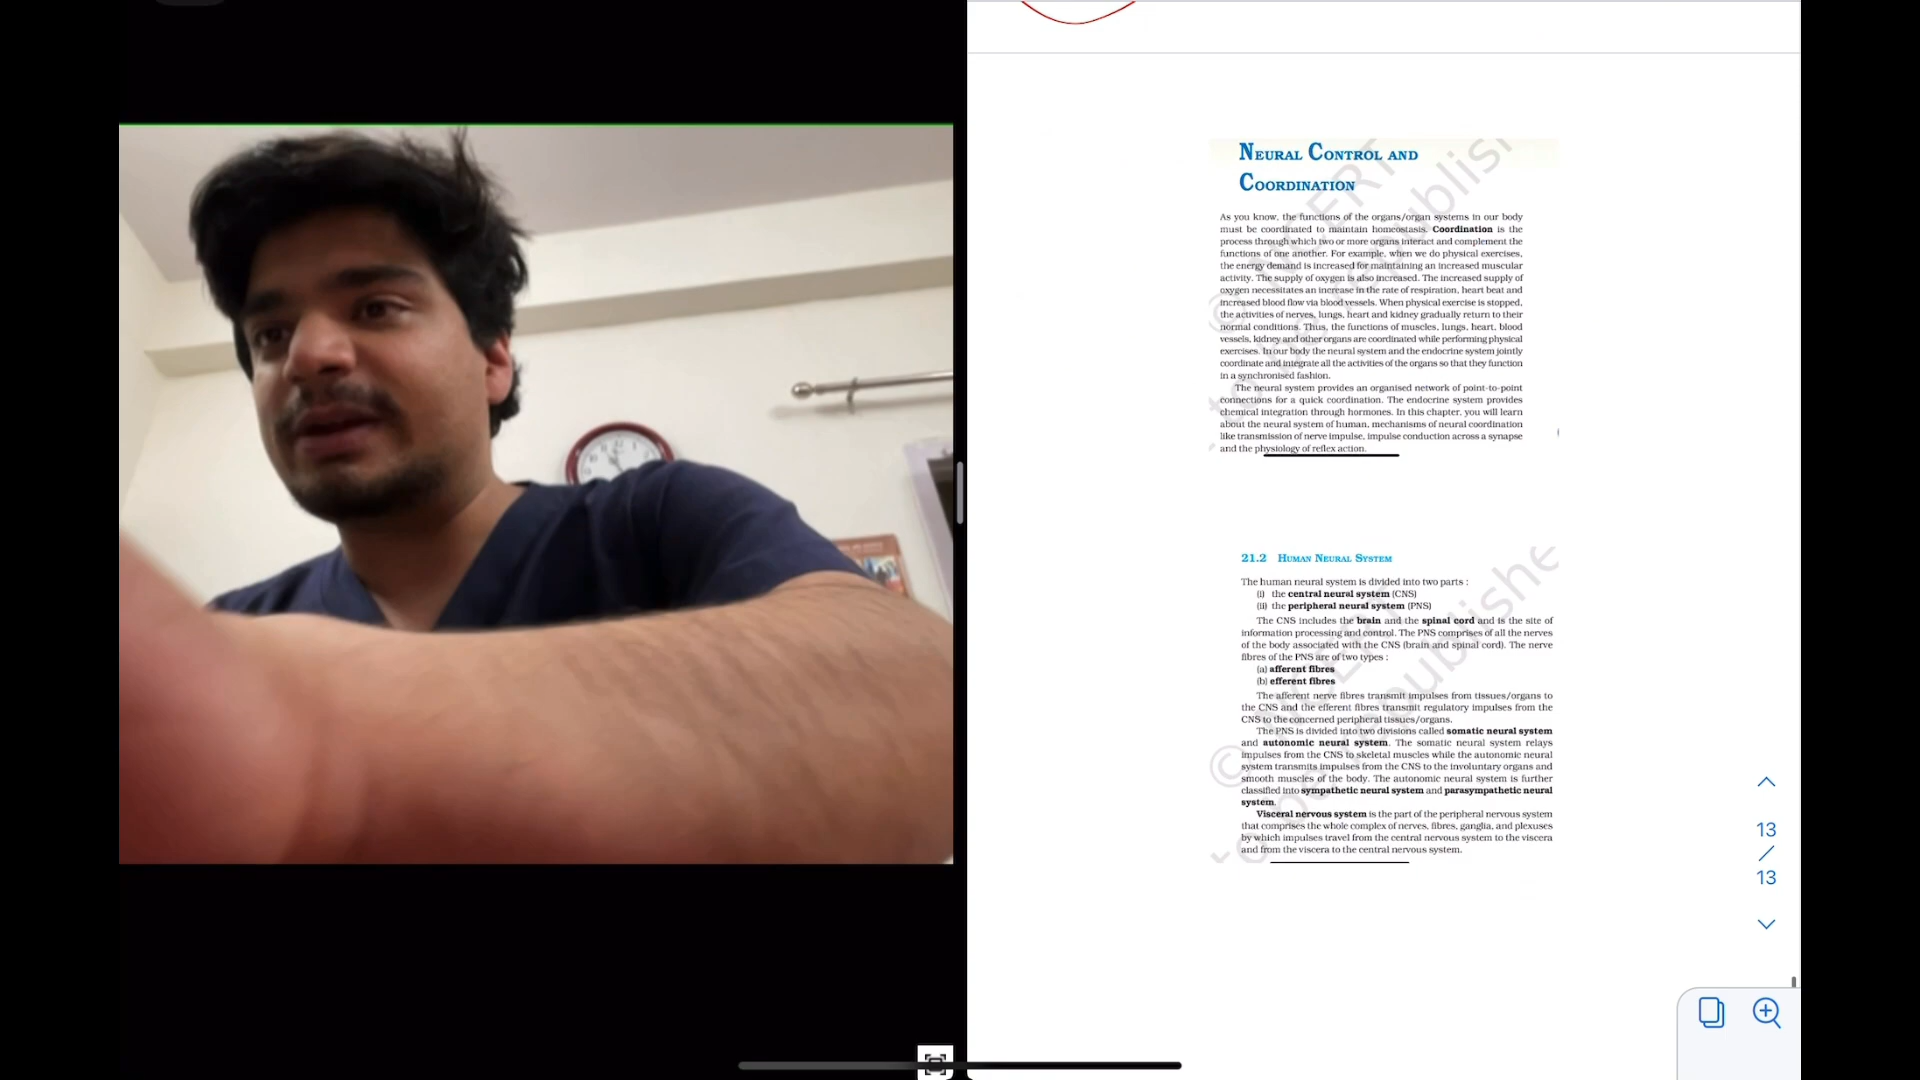 NEURAL CONTROL AND
COORDINATION
As you know, the functions of the organs/organ systems in our body
must be coordinated to maintain homeostasis. Coordination is the
process through which two or more organs interact and complement the
functions of one another. For example, when we do physical exercises,
the energy demand is increased for maintaining an increased muscular
activity. The supply of oxygen is also increased. The increased supply of
oxygen necessitates an increase in the rate of respiration, heart beat and
increased blood flow via blood vessels. When physical exercise is stopped,
the activities of nerves, lungs, heart and kidney gradually return to their
normal conditions. Thus, the functions of muscles, lungs, heart, blood
vessels, kidney and other organs are coordinated while performing physical
exercises. In our body the neural system and the endocrine system jointly
coordinate and integrate all the activities of the organs so that they function
in a synchronised fashion.
The neural system provides an organised network of point-to-point
connections for a quick coordination. The endocrine system provides
chemical integration through hormones. In this chapter, you will learn
about the neural system of human, mechanisms of neural coordination
like transmission of nerve impulse, impulse conduction across a synapse
and the physiology of reflex action.
21.2 HUMAN NEURAL SYSTEM
The human neural system is divided into two parts :
(i) the central neural system (CNS)
(ii) the peripheral neural system (PNS)
The CNS includes the brain and the spinal cord and is the site of
information processing and control. The PNS comprises of all the nerves
of the body associated with the CNS (brain and spinal cord). The nerve
fibres of the PNS are of two types :
(a) afferent fibres
(b) efferent fibres
The afferent nerve fibres transmit impulses from tissues/organs to
the CNS and the efferent fibres transmit regulatory impulses from the
CNS to the concerned peripheral tissues/organs.
The PNS is divided into two divisions called somatic neural system
and autonomic neural system. The somatic neural system relays
impulses from the CNS to skeletal muscles while the autonomic neural
system transmits impulses from the CNS to the involuntary organs and
smooth muscles of the body. The autonomic neural system is further
classified into sympathetic neural system and parasympathetic neural
system.
Visceral nervous system is the part of the peripheral nervous system
that comprises the whole complex of nerves, fibres, ganglia, and plexuses
by which impulses travel from the central nervous system to the viscera
and from the viscera to the central nervous system.
13
/
13